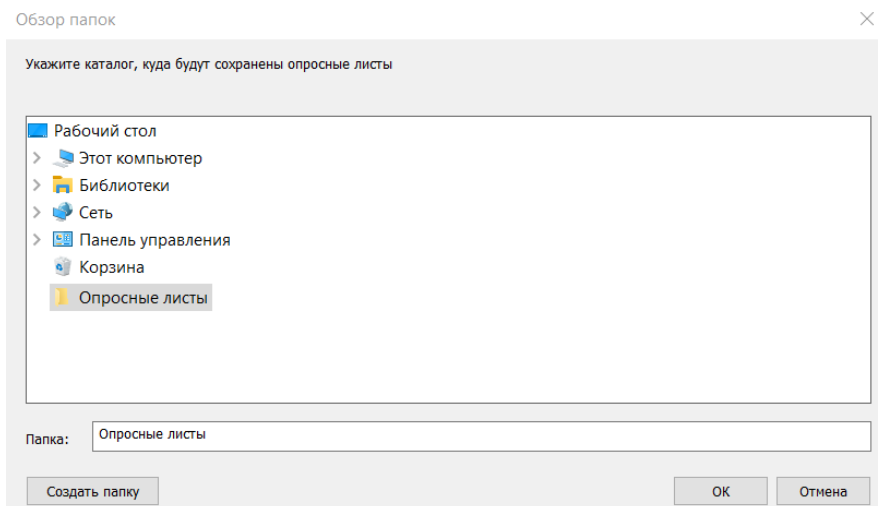 Обзор папок
Укажите каталог, куда будут сохранены опросные листы
Рабочий стол
Этот компьютер
Библиотеки
Сеть
Панель управления
Корзина
Опросные листы
Папка: Опросные листы
Создать папку ОК Отмена